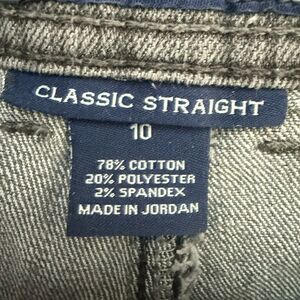 CLASSIC STRAIGHT
10
78% COTTON
20% POLYESTER
2% SPANDEX
MADE IN JORDAN